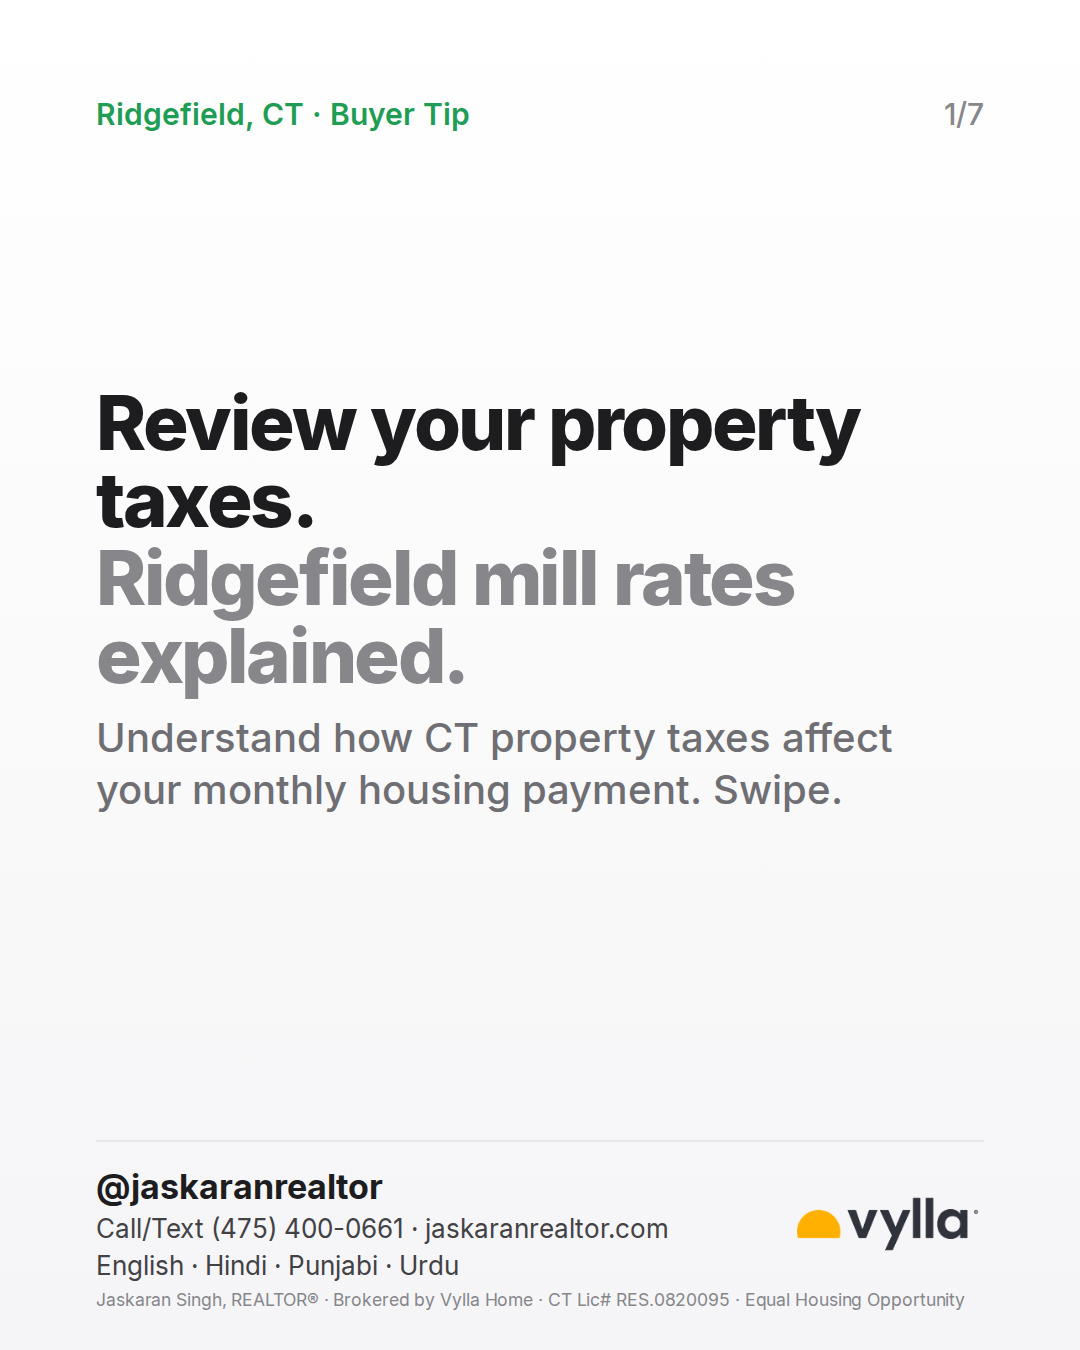 Ridgefield, CT · Buyer Tip
1/7
Review your property
taxes.
Ridgefield mill rates
explained.
Understand how CT property taxes affect
your monthly housing payment. Swipe.
@jaskaranrealtor
Call/Text (475) 400-0661 · jaskaranrealtor.com
English · Hindi · Punjabi · Urdu
Jaskaran Singh, REALTOR® · Brokered by Vylla Home · CT Lic# RES.0820095 · Equal Housing Opportunity
vylla